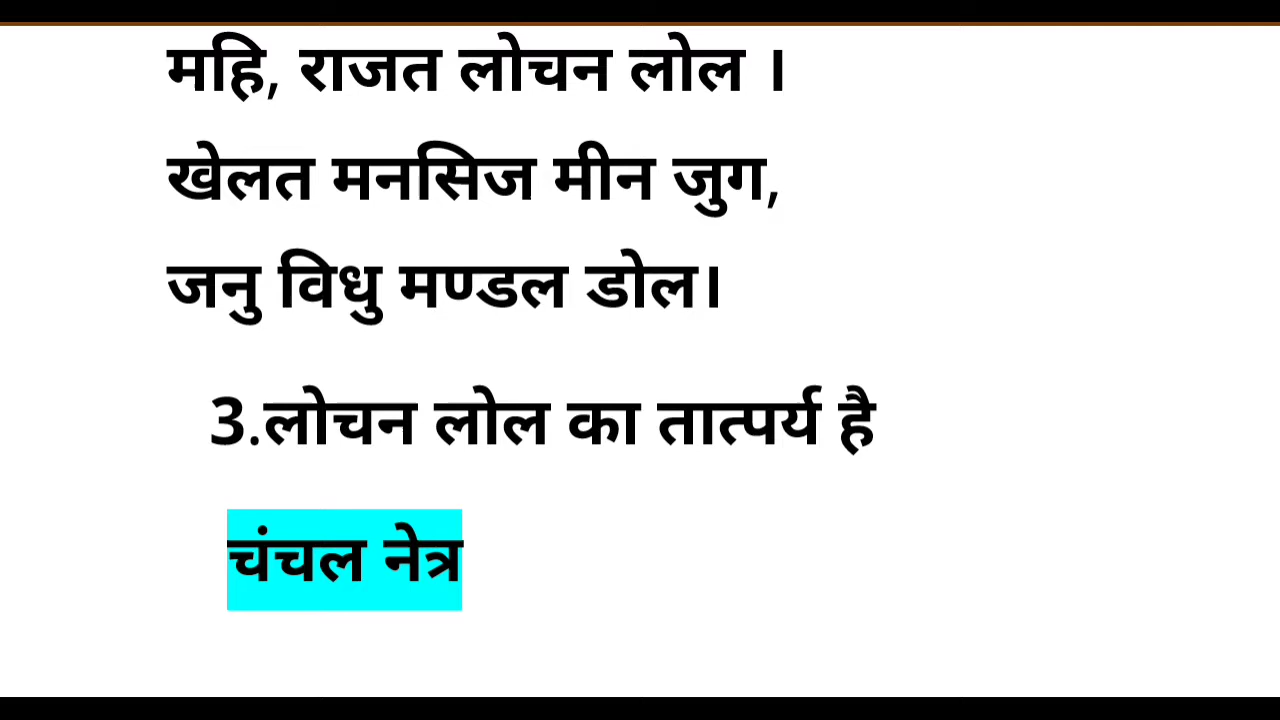 महि, राजत लोचन लोल ।
खेलत मनसिज मीन जुग,
जनु विधु मण्डल डोल।
3.लोचन लोल का तात्पर्य है
चंचल नेत्र